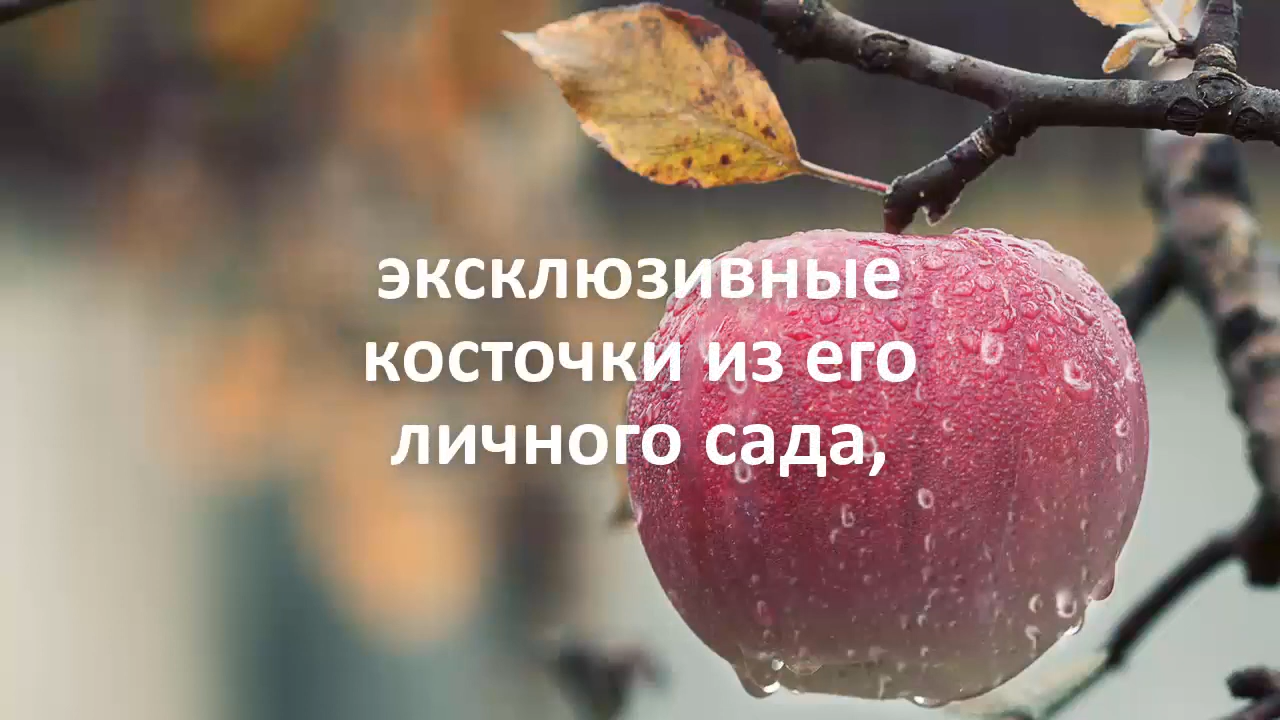 эксклюзивные
косточки из его
личного сада,